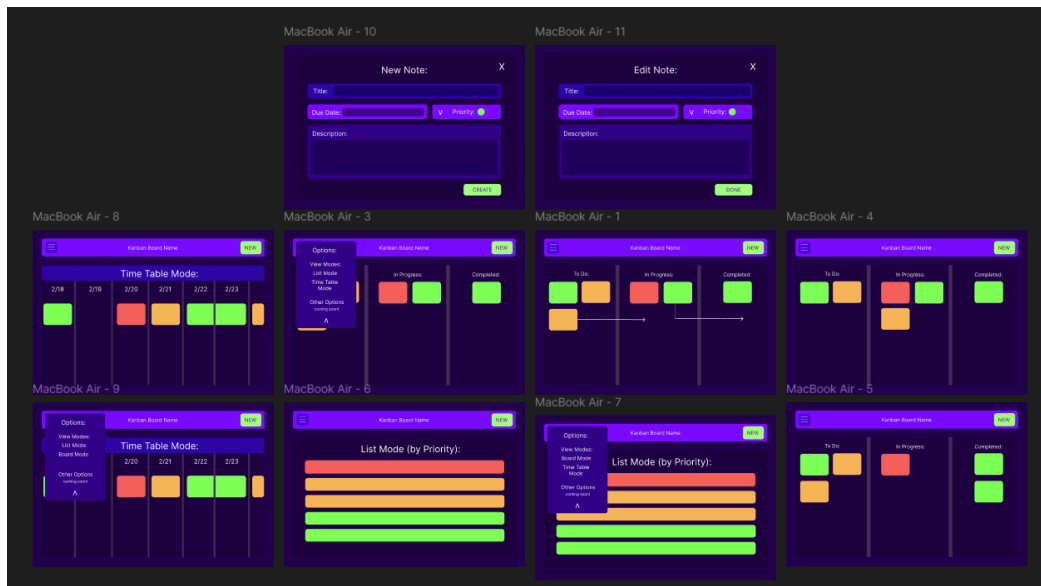 MacBook Air - 10
New Note:
X
Title:
Due Date:
v Priority:
Description:
CREATE
MacBook Air - 11
Edit Note:
X
Title:
Due Date:
v Priority:
Description:
DONE
MacBook Air - 8
Kanban Board Name
NEW
Time Table Mode:
2/18 2/19 2/20 2/21 2/22 2/23
MacBook Air - 3
Options:
View Modes:
List Mode
Time Table
Mode
Other Options
coming soon!
Kanban Board Name
NEW
In Progress:
Completed:
MacBook Air - 1
Kanban Board Name
NEW
To Do:
In Progress:
Completed:
MacBook Air - 4
Kanban Board Name
NEW
To Do:
In Progress:
Completed:
MacBook Air - 9
Options:
View Modes:
List Mode
Board Mode
Other Options
coming soon!
Kanban Board Name
NEW
Time Table Mode:
2/20 2/21 2/22 2/23
MacBook Air - 6
Kanban Board Name
NEW
List Mode (by Priority):
MacBook Air - 7
Options:
View Modes:
Board Mode
Time Table
Mode
Other Options
coming soon!
Kanban Board Name
NEW
List Mode (by Priority):
MacBook Air - 5
Kanban Board Name
NEW
To Do:
In Progress:
Completed: